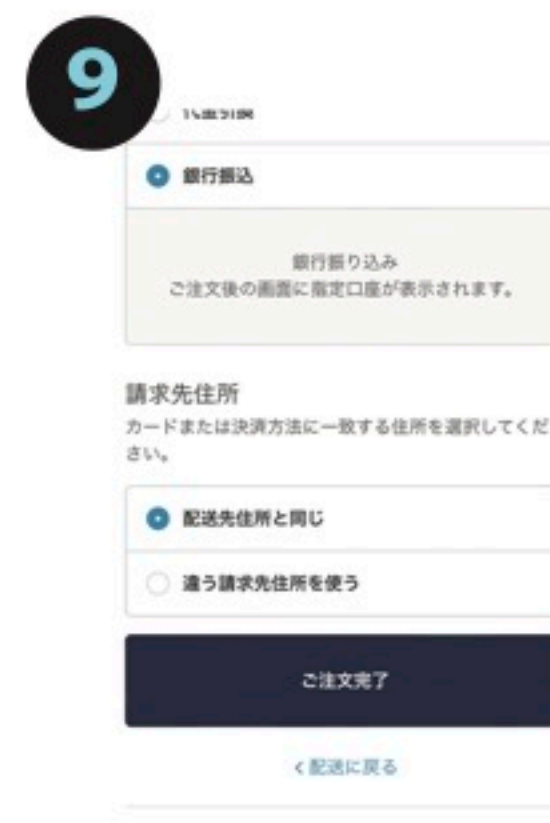 9
銀行振込
銀行振り込み
ご注文後の画面に指定口座が表示されます。
請求先住所
カードまたは決済方法に一致する住所を選択してくだ
さい。
配送先住所と同じ
違う請求先住所を使う
ご注文完了
< 配送に戻る